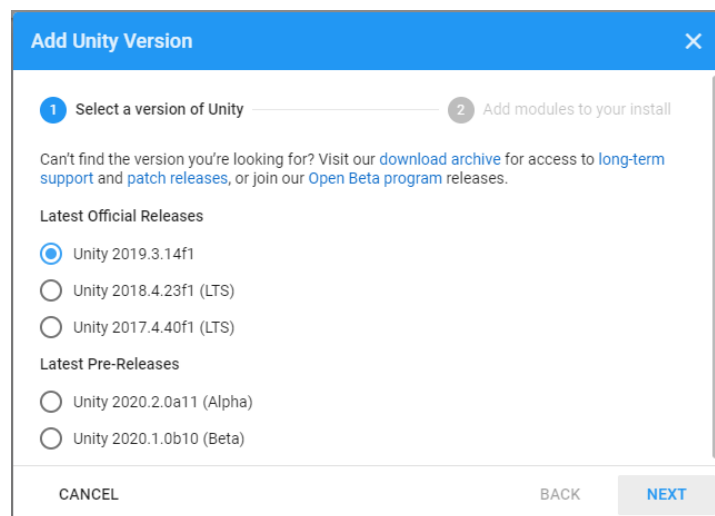 Add Unity Version
1 Select a version of Unity 2 Add modules to your install
Can't find the version you're looking for? Visit our download archive for access to long-term
support and patch releases, or join our Open Beta program releases.
Latest Official Releases
Unity 2019.3.14f1
Unity 2018.4.23f1 (LTS)
Unity 2017.4.40f1 (LTS)
Latest Pre-Releases
Unity 2020.2.0a11 (Alpha)
Unity 2020.1.0b10 (Beta)
CANCEL BACK NEXT